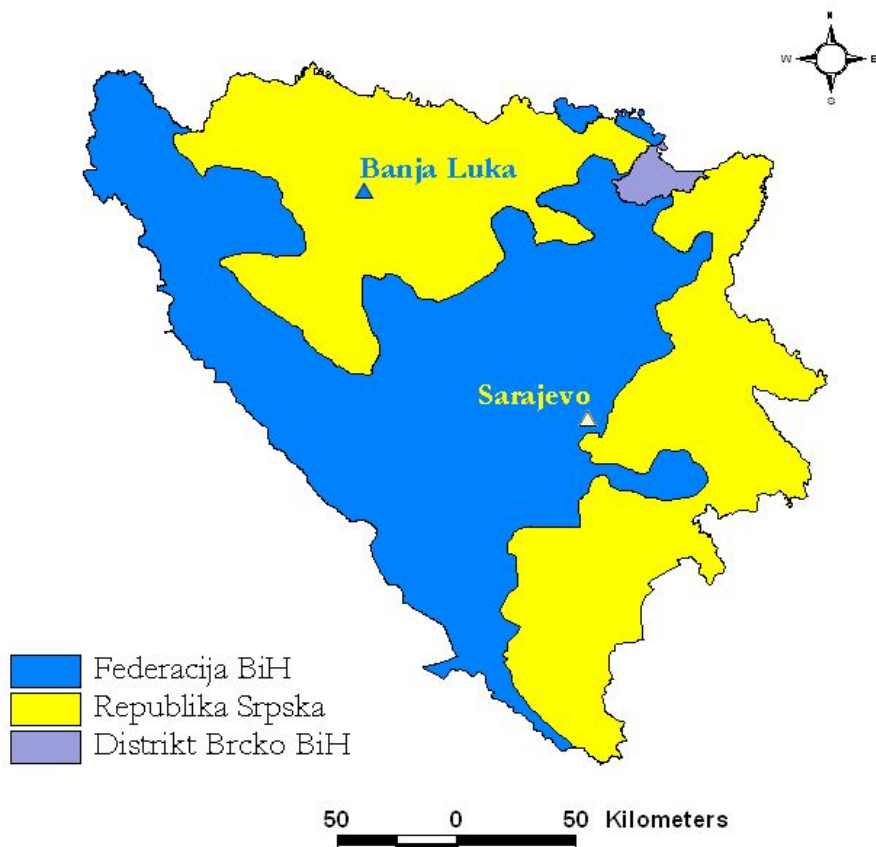 N
W E
S
Banja Luka
Sarajevo
Federacija BiH
Republika Srpska
Distrikt Brcko BiH
50 0 50 Kilometers